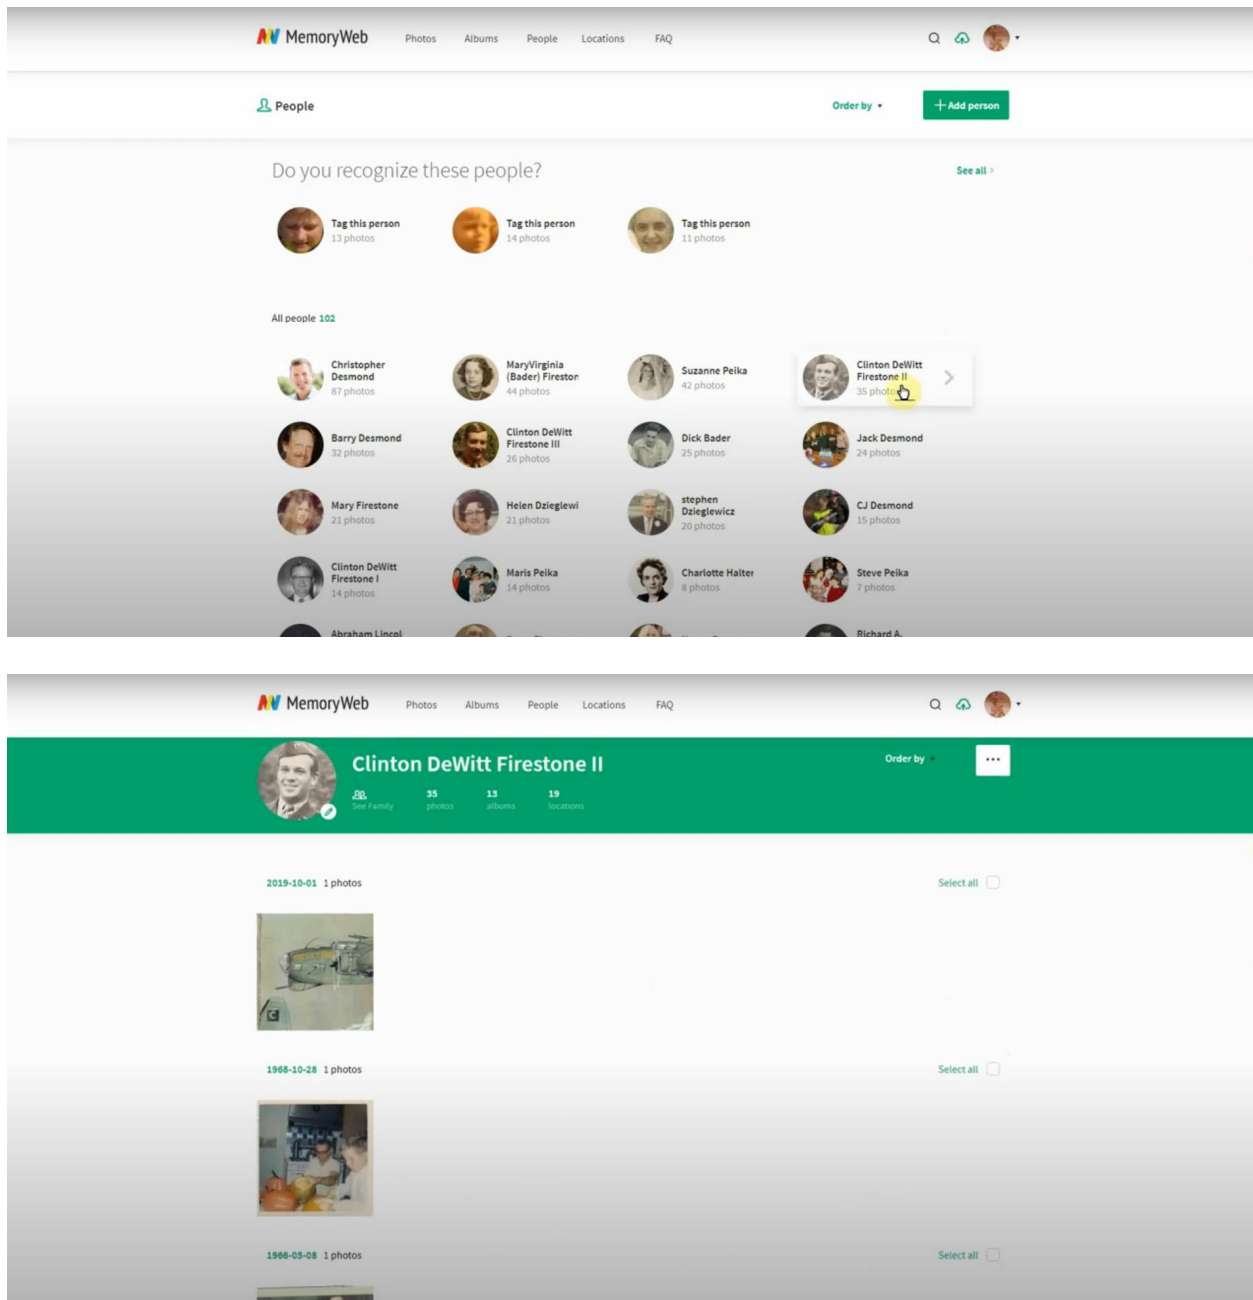 MemoryWeb Photos Albums People Locations FAQ
People Order by + Add person
Do you recognize these people? See all >
Tag this person Tag this person Tag this person
13 photos 14 photos 11 photos
All people 102
Christopher MaryVirginia Clinton DeWitt
Desmond (Bader) Firestor Suzanne Peika Firestone II
87 photos 44 photos 42 photos 35 photos
Barry Desmond Clinton DeWitt Dick Bader Jack Desmond
32 photos Firestone III 25 photos 24 photos
26 photos
Mary Firestone Helen Dzieglewi stephen CJ Desmond
21 photos 21 photos Dzieglewicz 15 photos
20 photos
Clinton DeWitt Maris Peika Charlotte Halter Steve Peika
Firestone I 14 photos 8 photos 7 photos
14 photos
Abraham Lincol Richard A.
MemoryWeb Photos Albums People Locations FAQ
Clinton DeWitt Firestone II Order by ...
35 13 19
See Family photos albums locations
2019-10-01 1 photos Select all
C
1968-10-28 1 photos Select all
1966-05-08 1 photos Select all